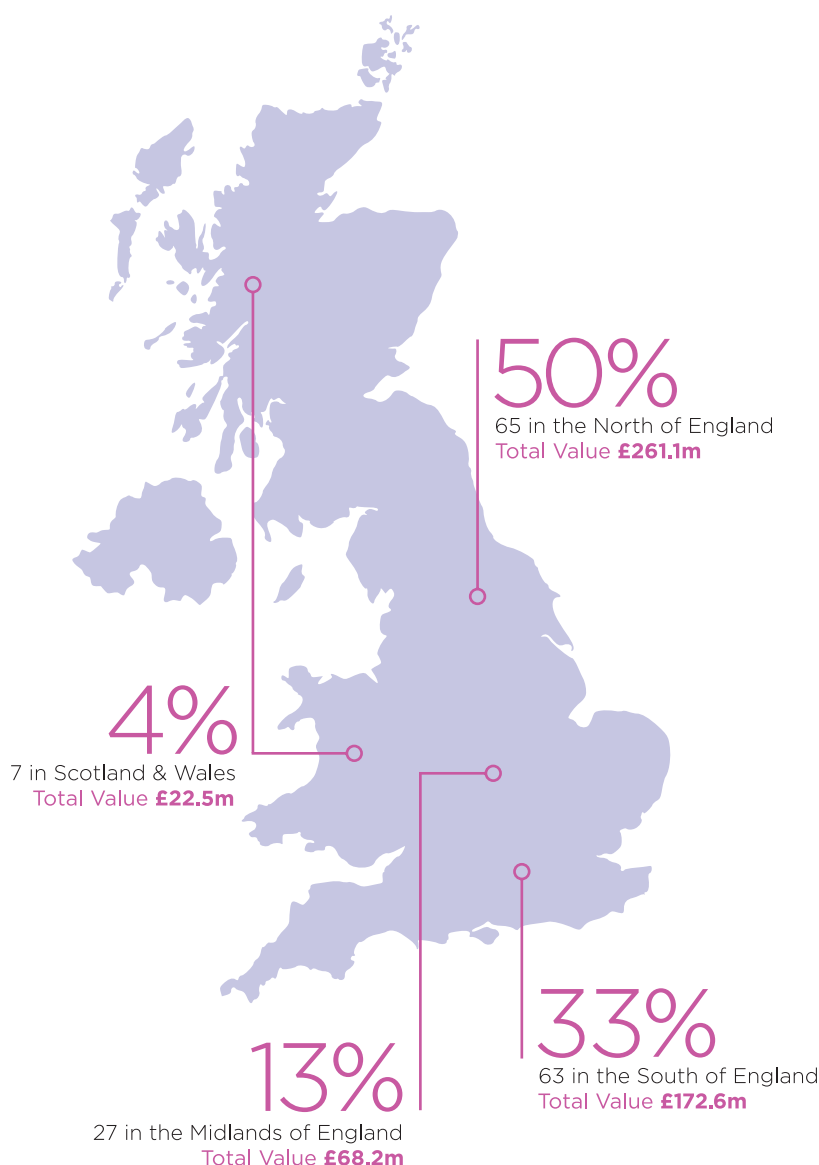 50%
65 in the North of England
Total Value £261.1m
4%
7 in Scotland & Wales
Total Value £22.5m
33%
63 in the South of England
Total Value £172.6m
13%
27 in the Midlands of England
Total Value £68.2m